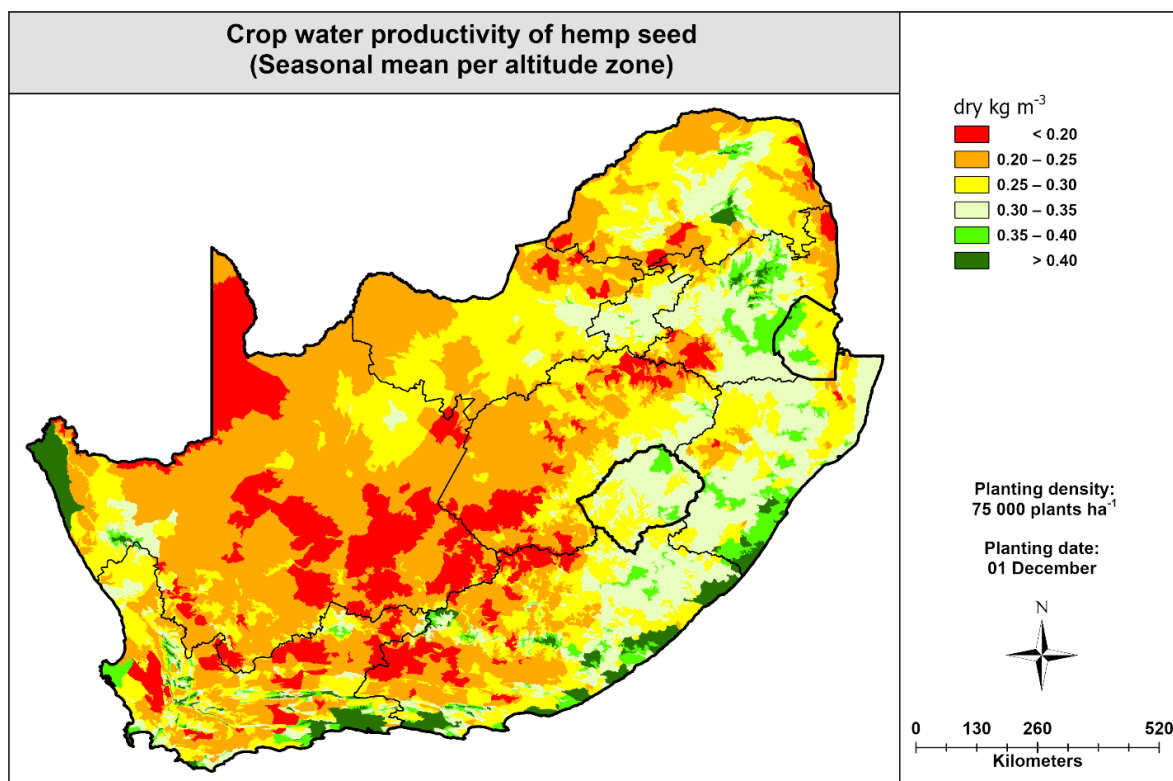 Crop water productivity of hemp seed
(Seasonal mean per altitude zone)
dry kg m⁻³
< 0.20
0.20 – 0.25
0.25 – 0.30
0.30 – 0.35
0.35 – 0.40
> 0.40
Planting density:
75 000 plants ha⁻¹
Planting date:
01 December
N
0 130 260 520
Kilometers